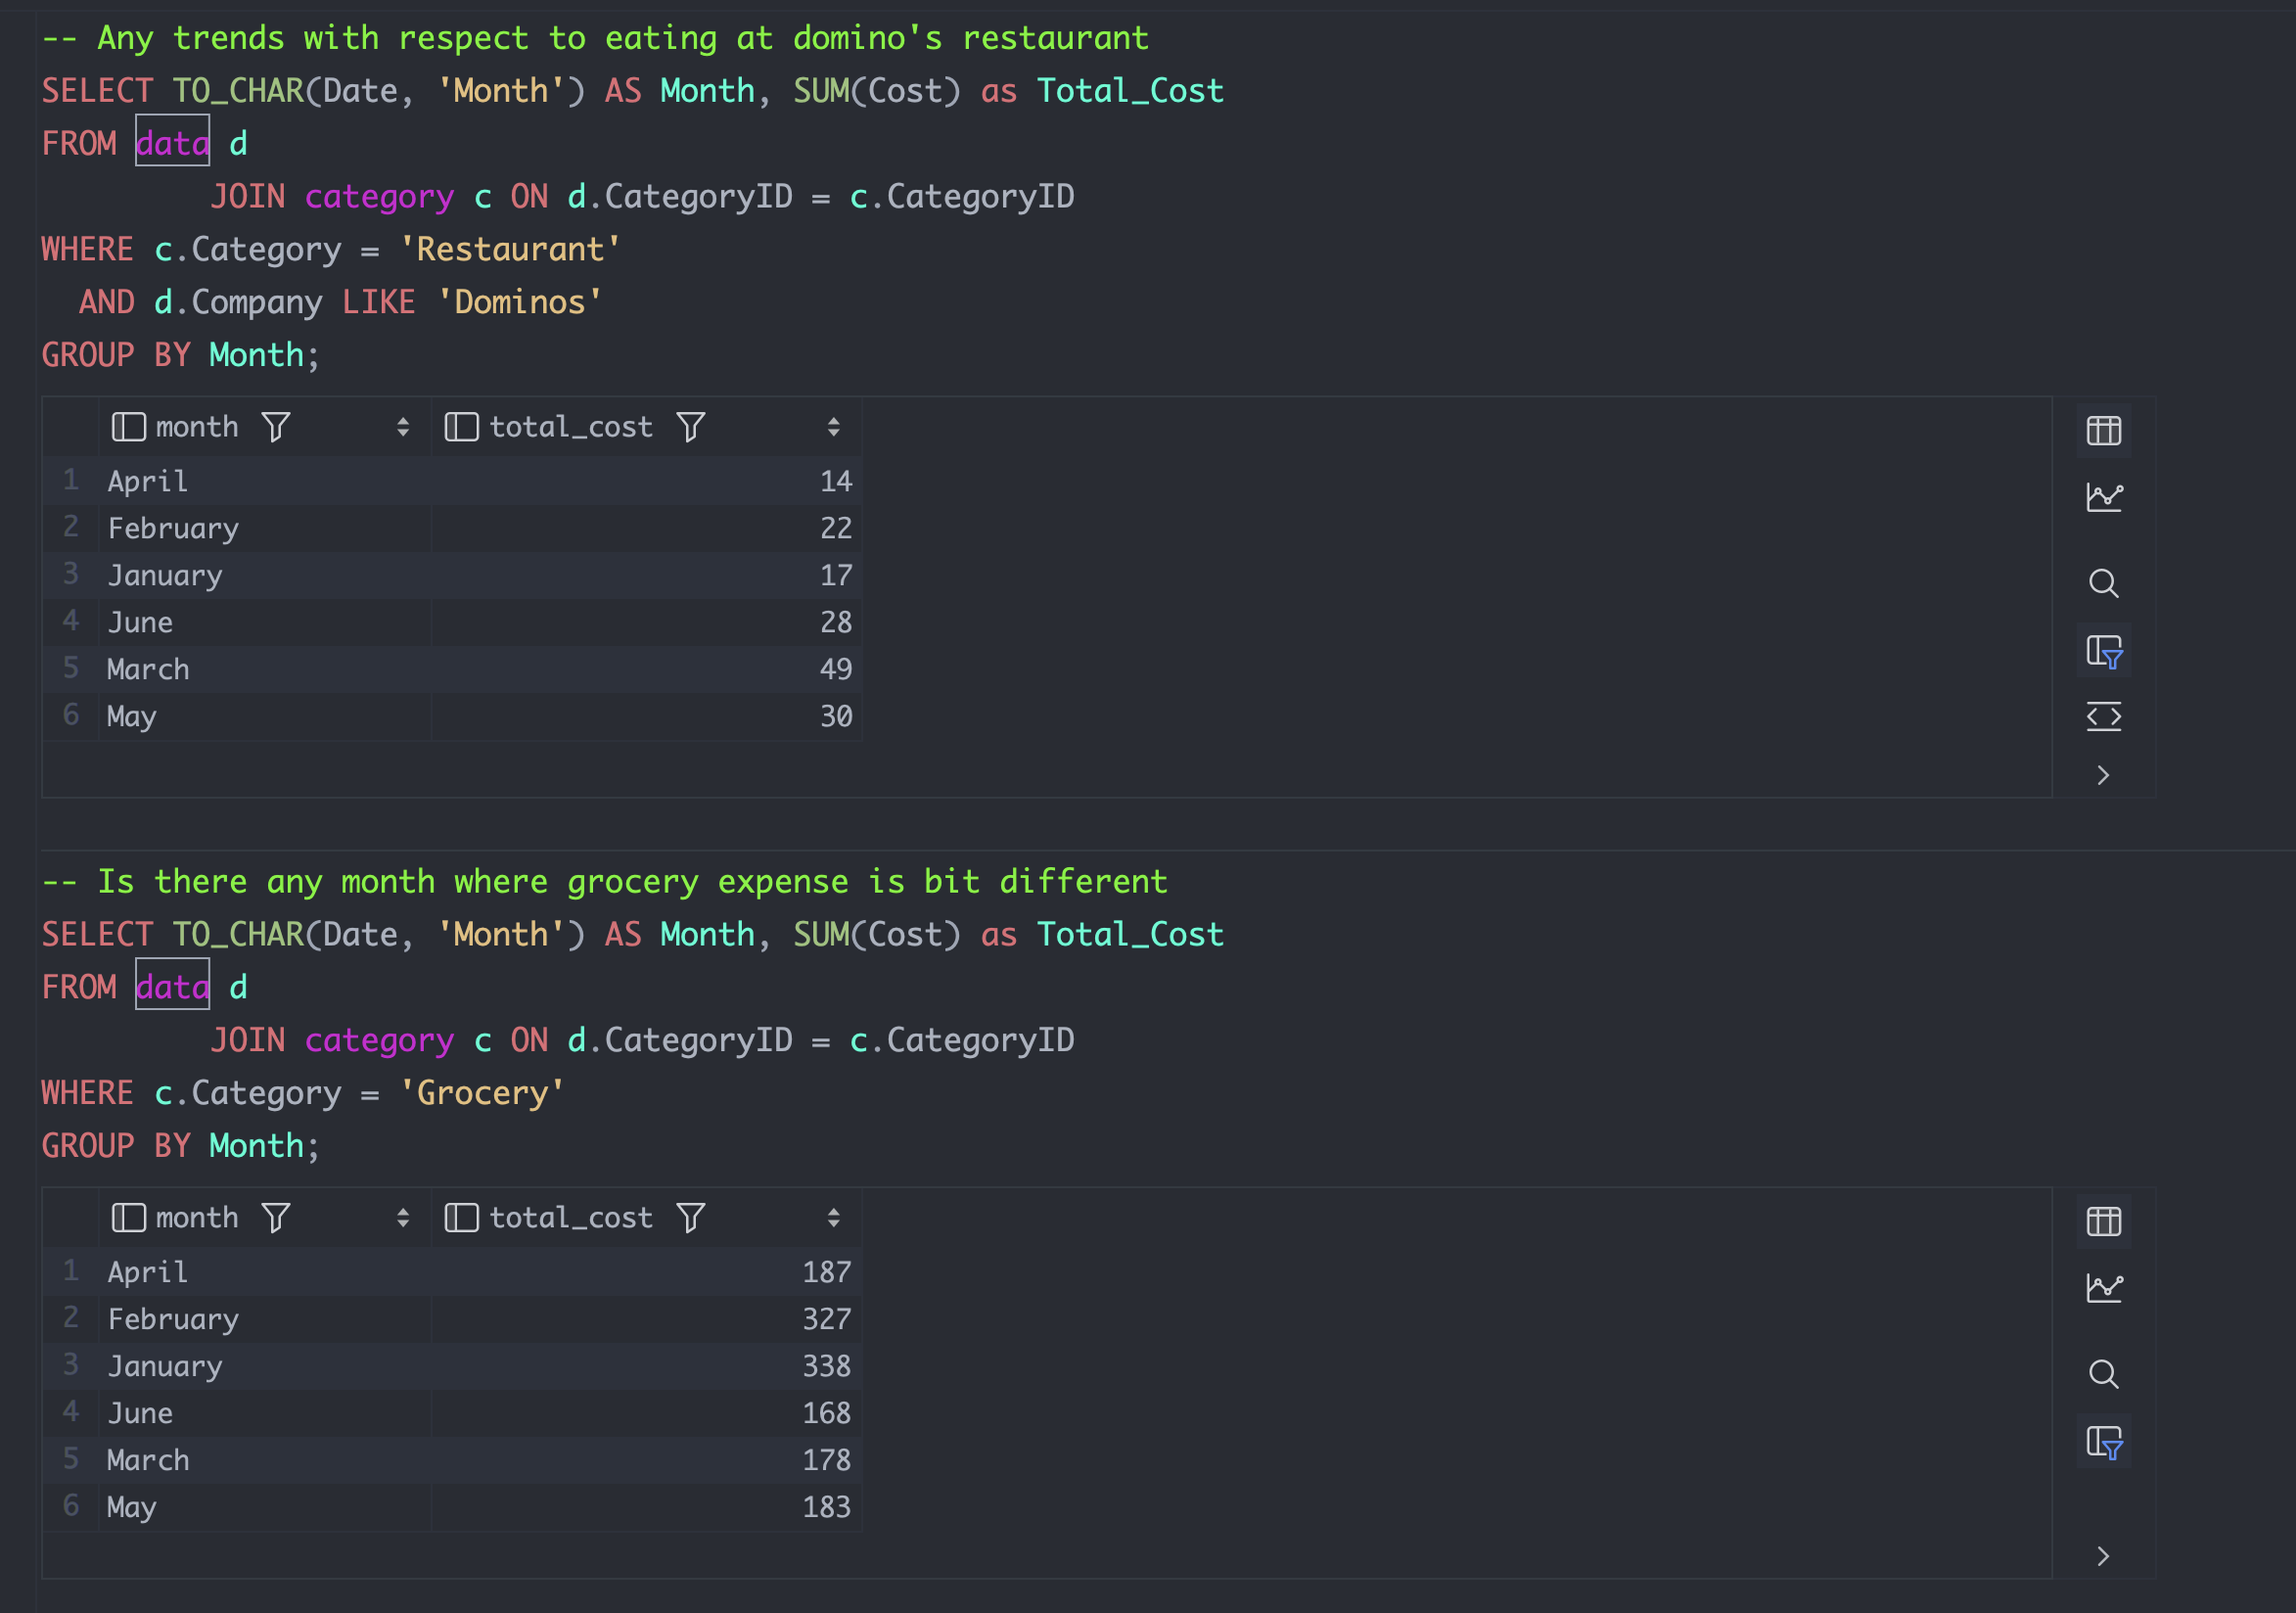 -- Any trends with respect to eating at domino's restaurant
SELECT TO_CHAR(Date, 'Month') AS Month, SUM(Cost) as Total_Cost
FROM data d
JOIN category c ON d.CategoryID = c.CategoryID
WHERE c.Category = 'Restaurant'
AND d.Company LIKE 'Dominos'
GROUP BY Month;
month total_cost
1 April 14
2 February 22
3 January 17
4 June 28
5 March 49
6 May 30
-- Is there any month where grocery expense is bit different
SELECT TO_CHAR(Date, 'Month') AS Month, SUM(Cost) as Total_Cost
FROM data d
JOIN category c ON d.CategoryID = c.CategoryID
WHERE c.Category = 'Grocery'
GROUP BY Month;
month total_cost
1 April 187
2 February 327
3 January 338
4 June 168
5 March 178
6 May 183